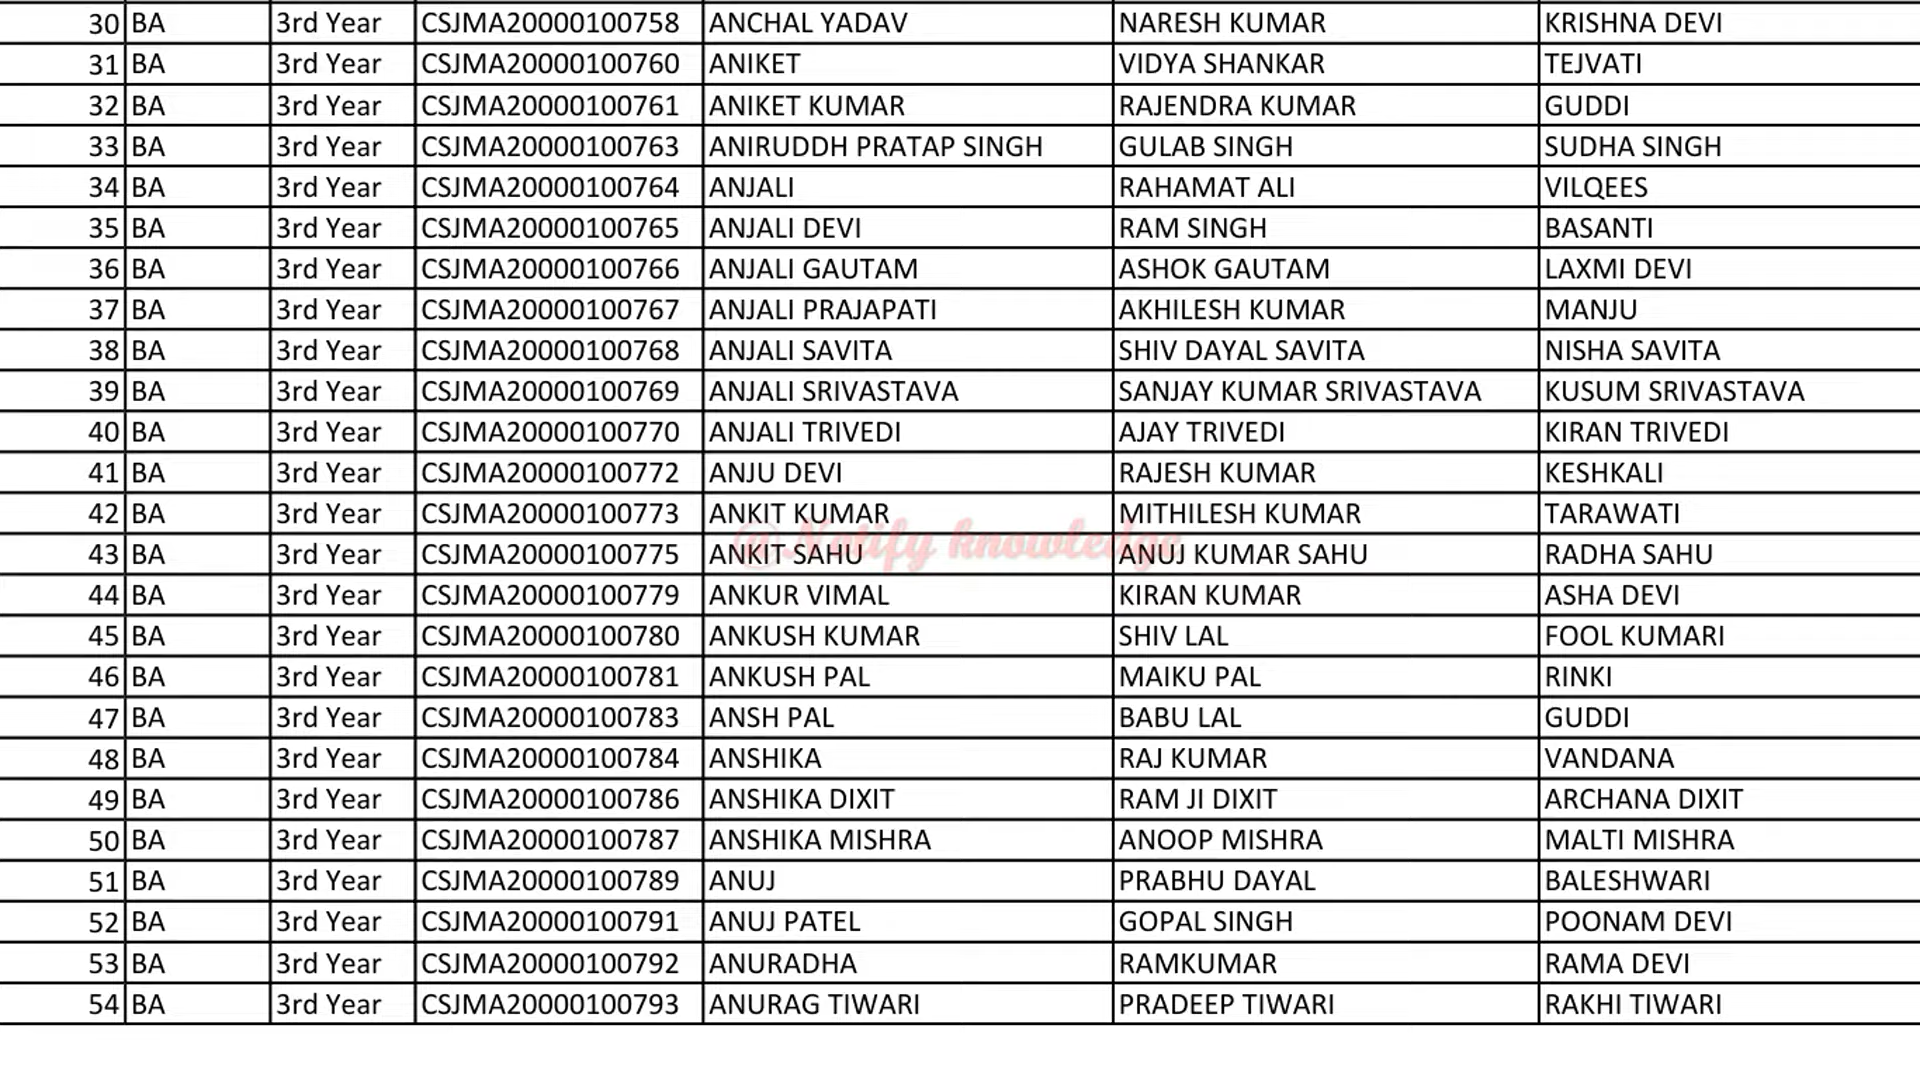 30 BA 3rd Year CSJMA20000100758 ANCHAL YADAV NARESH KUMAR KRISHNA DEVI
31 BA 3rd Year CSJMA20000100760 ANIKET VIDYA SHANKAR TEJVATI
32 BA 3rd Year CSJMA20000100761 ANIKET KUMAR RAJENDRA KUMAR GUDDI
33 BA 3rd Year CSJMA20000100763 ANIRUDDH PRATAP SINGH GULAB SINGH SUDHA SINGH
34 BA 3rd Year CSJMA20000100764 ANJALI RAHAMAT ALI VILQEES
35 BA 3rd Year CSJMA20000100765 ANJALI DEVI RAM SINGH BASANTI
36 BA 3rd Year CSJMA20000100766 ANJALI GAUTAM ASHOK GAUTAM LAXMI DEVI
37 BA 3rd Year CSJMA20000100767 ANJALI PRAJAPATI AKHILESH KUMAR MANJU
38 BA 3rd Year CSJMA20000100768 ANJALI SAVITA SHIV DAYAL SAVITA NISHA SAVITA
39 BA 3rd Year CSJMA20000100769 ANJALI SRIVASTAVA SANJAY KUMAR SRIVASTAVA KUSUM SRIVASTAVA
40 BA 3rd Year CSJMA20000100770 ANJALI TRIVEDI AJAY TRIVEDI KIRAN TRIVEDI
41 BA 3rd Year CSJMA20000100772 ANJU DEVI RAJESH KUMAR KESHKALI
42 BA 3rd Year CSJMA20000100773 ANKIT KUMAR MITHILESH KUMAR TARAWATI
@Notify knowledge
43 BA 3rd Year CSJMA20000100775 ANKIT SAHU ANUJ KUMAR SAHU RADHA SAHU
44 BA 3rd Year CSJMA20000100779 ANKUR VIMAL KIRAN KUMAR ASHA DEVI
45 BA 3rd Year CSJMA20000100780 ANKUSH KUMAR SHIV LAL FOOL KUMARI
46 BA 3rd Year CSJMA20000100781 ANKUSH PAL MAIKU PAL RINKI
47 BA 3rd Year CSJMA20000100783 ANSH PAL BABU LAL GUDDI
48 BA 3rd Year CSJMA20000100784 ANSHIKA RAJ KUMAR VANDANA
49 BA 3rd Year CSJMA20000100786 ANSHIKA DIXIT RAM JI DIXIT ARCHANA DIXIT
50 BA 3rd Year CSJMA20000100787 ANSHIKA MISHRA ANOOP MISHRA MALTI MISHRA
51 BA 3rd Year CSJMA20000100789 ANUJ PRABHU DAYAL BALESHWARI
52 BA 3rd Year CSJMA20000100791 ANUJ PATEL GOPAL SINGH POONAM DEVI
53 BA 3rd Year CSJMA20000100792 ANURADHA RAMKUMAR RAMA DEVI
54 BA 3rd Year CSJMA20000100793 ANURAG TIWARI PRADEEP TIWARI RAKHI TIWARI